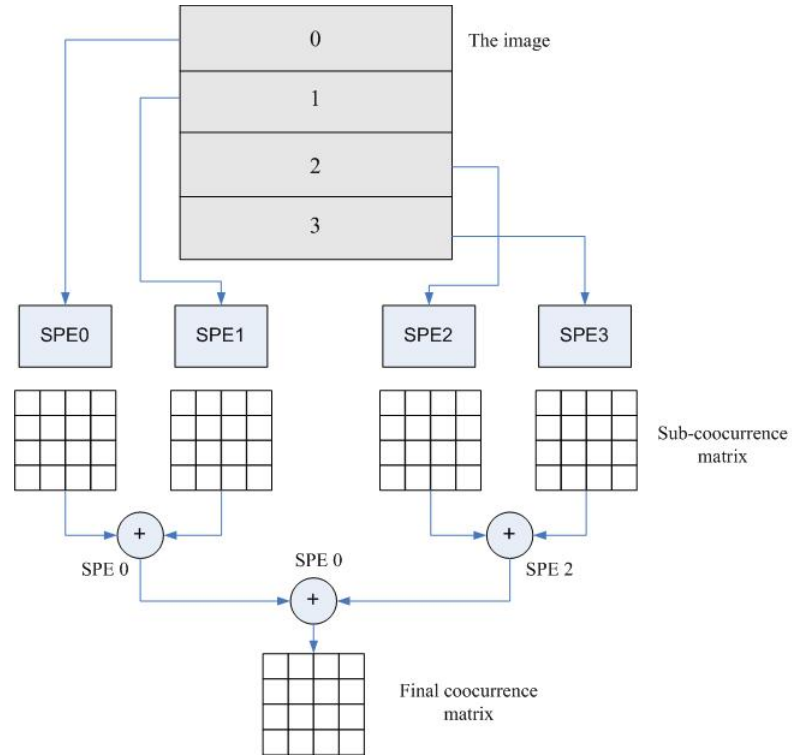 0
The image
1
2
3
SPE0
SPE1
SPE2
SPE3
Sub-coocurrence
matrix
+
+
SPE 0
SPE 0
SPE 2
+
Final coocurrence
matrix